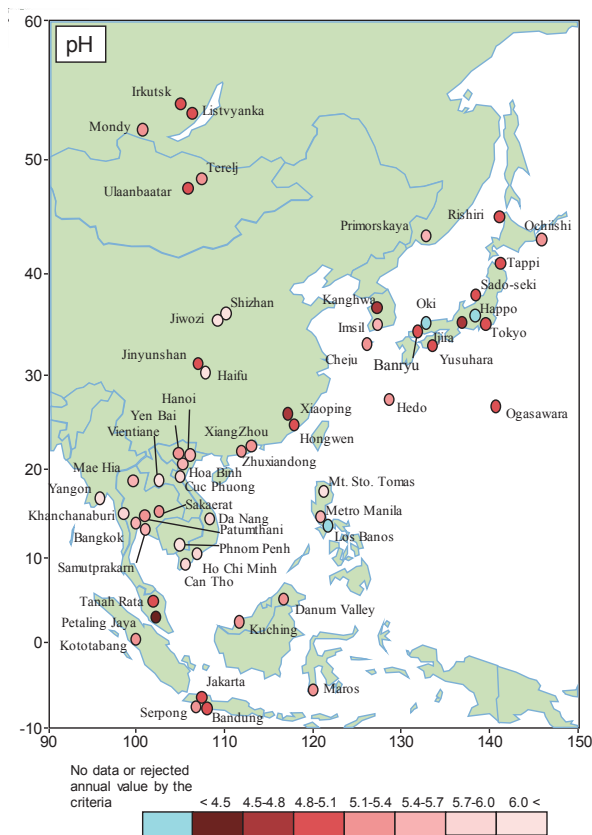 pH
60
50
40
30
20
10
0
-10
90
100
110
120
130
140
150
Irkutsk
Listvyanka
Mondy
Terelj
Ulaanbaatar
Primorskaya
Rishiri
Ochiishi
Tappi
Sado-seki
Happo
Tokyo
Kanghwa
Oki
Imsil
Ijira
Cheju
Banryu
Yusuhara
Shizhan
Jiwozi
Jinyunshan
Haifu
Hedo
Ogasawara
Hanoi
Yen Bai
Vientiane
XiangZhou
Xiaoping
Hongwen
Zhuxiandong
Mae Hia
Hoa Binh
Cuc Phuong
Yangon
Sakaerat
Khanchanaburi
Da Nang
Patumthani
Bangkok
Phnom Penh
Samutprakarn
Ho Chi Minh
Can Tho
Mt. Sto. Tomas
Metro Manila
Los Banos
Tanah Rata
Petaling Jaya
Kototabang
Danum Valley
Kuching
Jakarta
Serpong
Bandung
Maros
No data or rejected
annual value by the
criteria
< 4.5 4.5-4.8 4.8-5.1 5.1-5.4 5.4-5.7 5.7-6.0 6.0 <